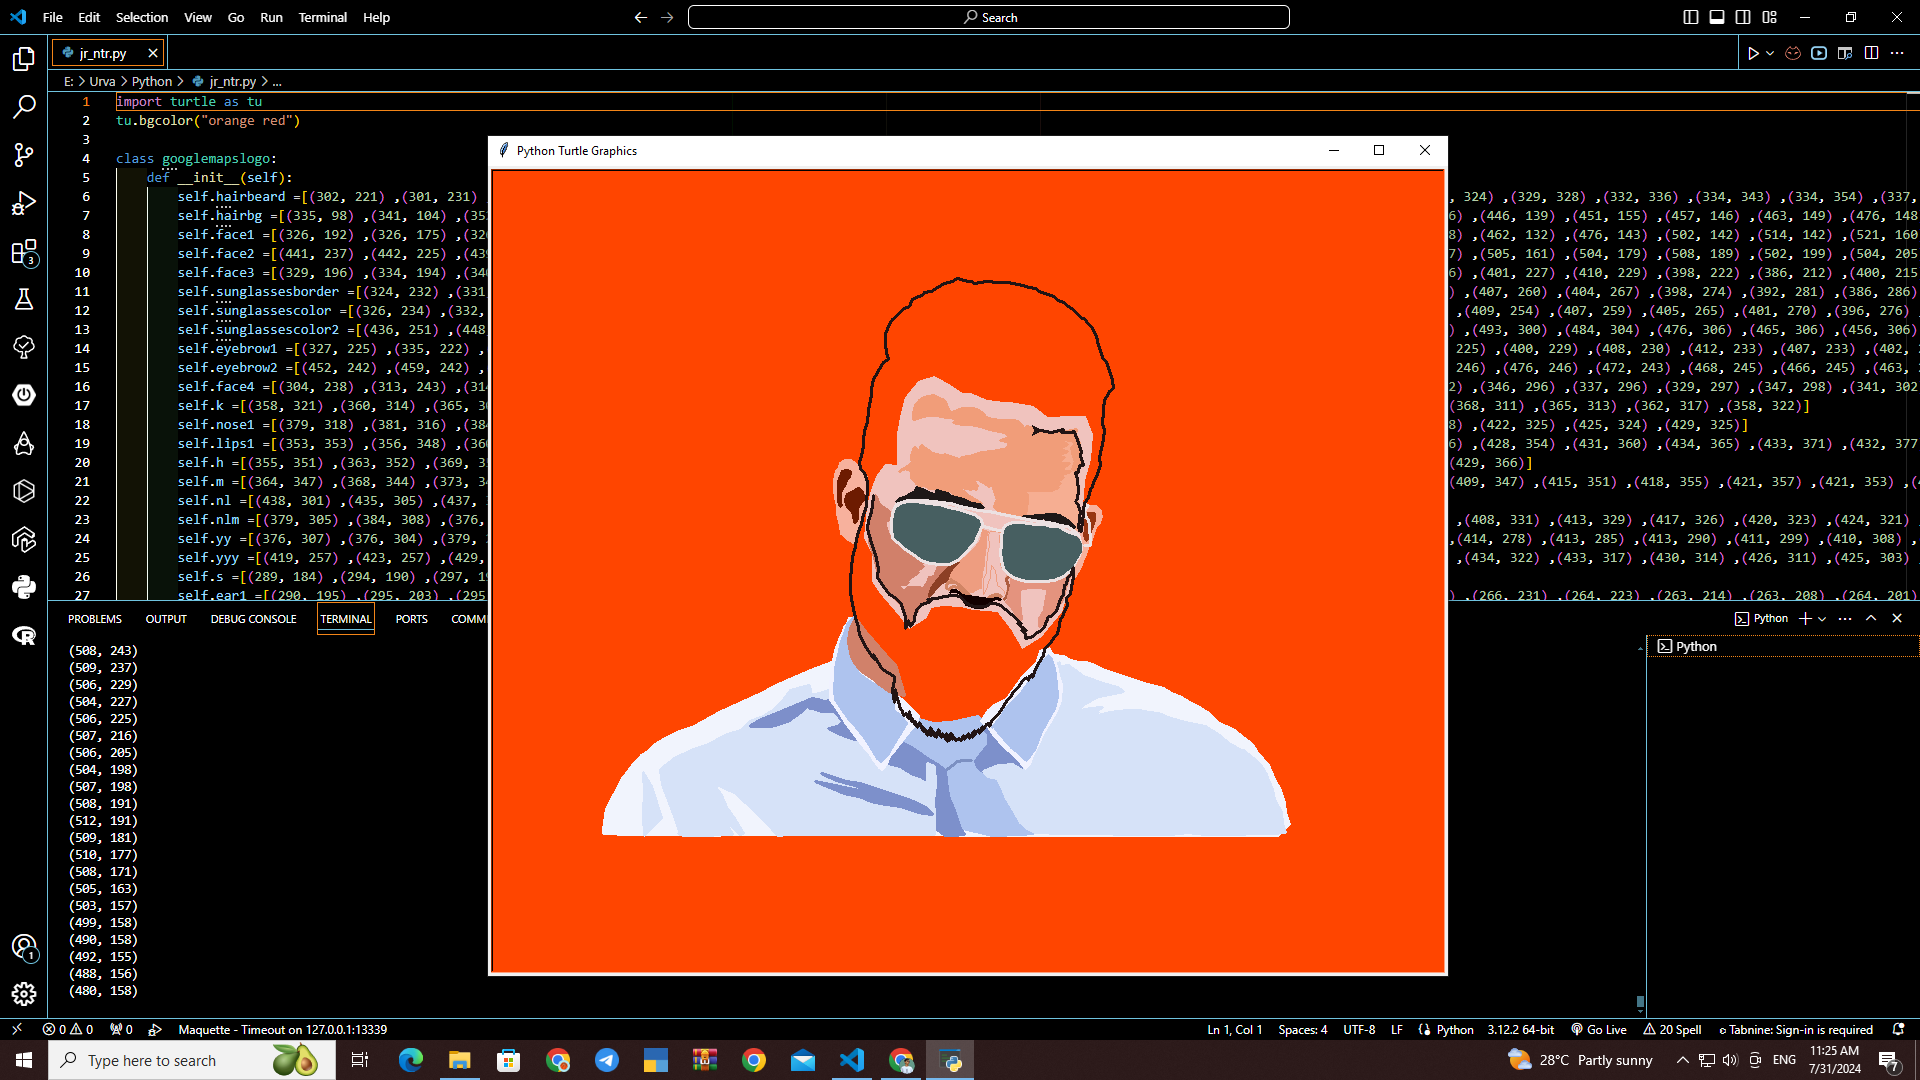 File Edit Selection View Go Run Terminal Help
Search
jr_ntr.py
E: > Urva > Python > jr_ntr.py > ...
1 import turtle as tu
2 tu.bgcolor("orange red")
3
4 class googlemapslogo:
5 def __init__(self):
6 self.hairbeard =[(302, 221) ,(301, 231) , 324) ,(329, 328) ,(332, 336) ,(334, 343) ,(334, 354) ,(337,
7 self.hairbg =[(335, 98) ,(341, 104) ,(35 6) ,(446, 139) ,(451, 155) ,(457, 146) ,(463, 149) ,(476, 148
8 self.face1 =[(326, 192) ,(326, 175) ,(32 ,(462, 132) ,(476, 143) ,(502, 142) ,(514, 142) ,(521, 160
9 self.face2 =[(441, 237) ,(442, 225) ,(43 ,(505, 161) ,(504, 179) ,(508, 189) ,(502, 199) ,(504, 205
10 self.face3 =[(329, 196) ,(334, 194) ,(34 ,(401, 227) ,(410, 229) ,(398, 222) ,(386, 212) ,(400, 215
11 self.sunglassesborder =[(324, 232) ,(331 ) ,(407, 260) ,(404, 267) ,(398, 274) ,(392, 281) ,(386, 286)
12 self.sunglassescolor =[(326, 234) ,(332, ,(409, 254) ,(407, 259) ,(405, 265) ,(401, 270) ,(396, 276)
13 self.sunglassescolor2 =[(436, 251) ,(448 ) ,(493, 300) ,(484, 304) ,(476, 306) ,(465, 306) ,(456, 306)
14 self.eyebrow1 =[(327, 225) ,(335, 222) , 225) ,(400, 229) ,(408, 230) ,(412, 233) ,(407, 233) ,(402,
15 self.eyebrow2 =[(452, 242) ,(459, 242) , 246) ,(476, 246) ,(472, 243) ,(468, 245) ,(466, 245) ,(463,
16 self.face4 =[(304, 238) ,(313, 243) ,(314 ) ,(346, 296) ,(337, 296) ,(329, 297) ,(347, 298) ,(341, 302
17 self.k =[(358, 321) ,(360, 314) ,(365, (368, 311) ,(365, 313) ,(362, 317) ,(358, 322)]
18 self.nose1 =[(379, 318) ,(381, 316) ,(384 ) ,(422, 325) ,(425, 324) ,(429, 325)]
19 self.lips1 =[(353, 353) ,(356, 348) ,(36 ) ,(428, 354) ,(431, 360) ,(434, 365) ,(433, 371) ,(432, 377
20 self.h =[(355, 351) ,(363, 352) ,(369, (429, 366)]
21 self.m =[(364, 347) ,(368, 344) ,(373, (409, 347) ,(415, 351) ,(418, 355) ,(421, 357) ,(421, 353) ,(
22 self.nl =[(438, 301) ,(435, 305) ,(437,
23 self.nlm =[(379, 305) ,(384, 308) ,(376, ,(408, 331) ,(413, 329) ,(417, 326) ,(420, 323) ,(424, 321)
24 self.yy =[(376, 307) ,(376, 304) ,(379, ,(414, 278) ,(413, 285) ,(413, 290) ,(411, 299) ,(410, 308) ,
25 self.yyy =[(419, 257) ,(423, 257) ,(429, ,(434, 322) ,(433, 317) ,(430, 314) ,(426, 311) ,(425, 303)
26 self.s =[(289, 184) ,(294, 190) ,(297,
27 self.ear1 =[(290, 195) ,(295, 203) ,(295 ) ,(266, 231) ,(264, 223) ,(263, 214) ,(263, 208) ,(264, 201)
Python Turtle Graphics
PROBLEMS OUTPUT DEBUG CONSOLE TERMINAL PORTS COMM
Python
Python
(508, 243)
(509, 237)
(506, 229)
(504, 227)
(506, 225)
(507, 216)
(506, 205)
(504, 198)
(507, 198)
(508, 191)
(512, 191)
(509, 181)
(510, 177)
(508, 171)
(505, 163)
(503, 157)
(499, 158)
(490, 158)
(492, 155)
(488, 156)
(480, 158)
3
1
0 0 0 Maquette - Timeout on 127.0.0.1:13339 Ln 1, Col 1 Spaces: 4 UTF-8 LF Python 3.12.2 64-bit Go Live 20 Spell Tabnine: Sign-in is required
Type here to search 28°C Partly sunny ENG 11:25 AM
7/31/2024 7